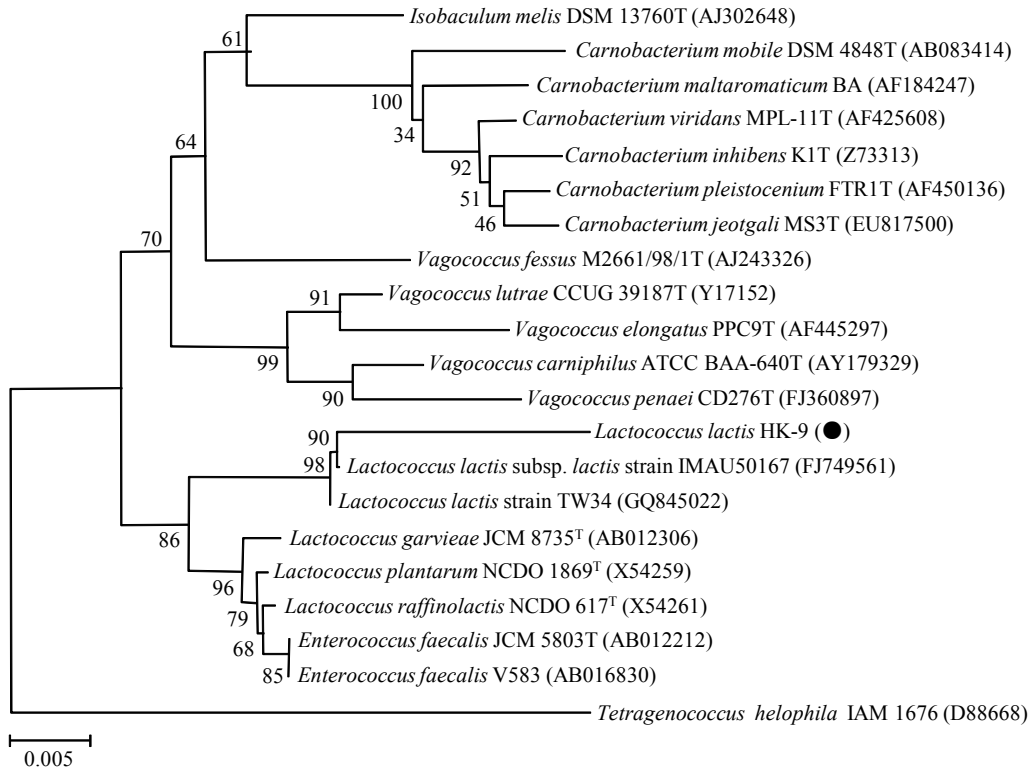 Isobaculum melis DSM 13760T (AJ302648)
61
Carnobacterium mobile DSM 4848T (AB083414)
Carnobacterium maltaromaticum BA (AF184247)
100
Carnobacterium viridans MPL-11T (AF425608)
34
64
Carnobacterium inhibens K1T (Z73313)
92
Carnobacterium pleistocenium FTR1T (AF450136)
51
Carnobacterium jeotgali MS3T (EU817500)
46
70
Vagococcus fessus M2661/98/1T (AJ243326)
Vagococcus lutrae CCUG 39187T (Y17152)
91
Vagococcus elongatus PPC9T (AF445297)
99
Vagococcus carniphilus ATCC BAA-640T (AY179329)
90
Vagococcus penaei CD276T (FJ360897)
Lactococcus lactis HK-9 (●)
90
98
Lactococcus lactis subsp. lactis strain IMAU50167 (FJ749561)
Lactococcus lactis strain TW34 (GQ845022)
86
Lactococcus garvieae JCM 8735ᵀ (AB012306)
Lactococcus plantarum NCDO 1869ᵀ (X54259)
96
Lactococcus raffinolactis NCDO 617ᵀ (X54261)
79
Enterococcus faecalis JCM 5803T (AB012212)
68
Enterococcus faecalis V583 (AB016830)
85
Tetragenococcus helophila IAM 1676 (D88668)
0.005